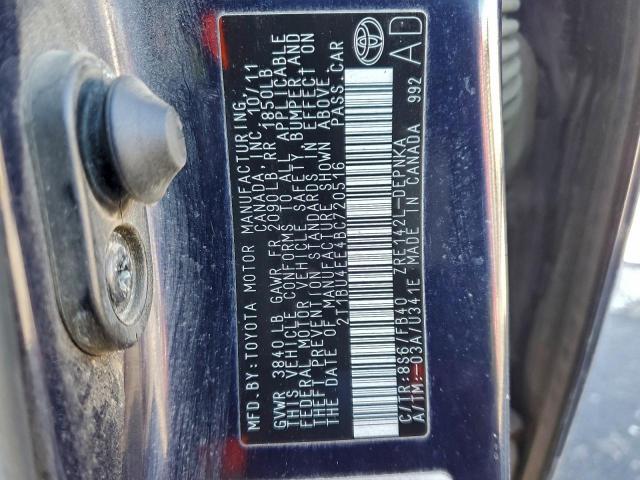 MFD.BY:TOYOTA MOTOR MANUFACTURING
CANADA, INC. 10/11
GVWR 3840LB GAWR FR 2090LB RR 1850LB
THIS VEHICLE CONFORMS TO ALL APPLICABLE
FEDERAL MOTOR VEHICLE SAFETY, BUMPER, AND
THEFT PREVENTION STANDARDS IN EFFECT ON
THE DATE OF MANUFACTURE SHOWN ABOVE.
2T1BU4EE4BC720516 PASS CAR
C/TR:8S6/FB40 ZRE142L-DEPNKA
A/TM:-03A/U341E MADE IN CANADA 992
AD